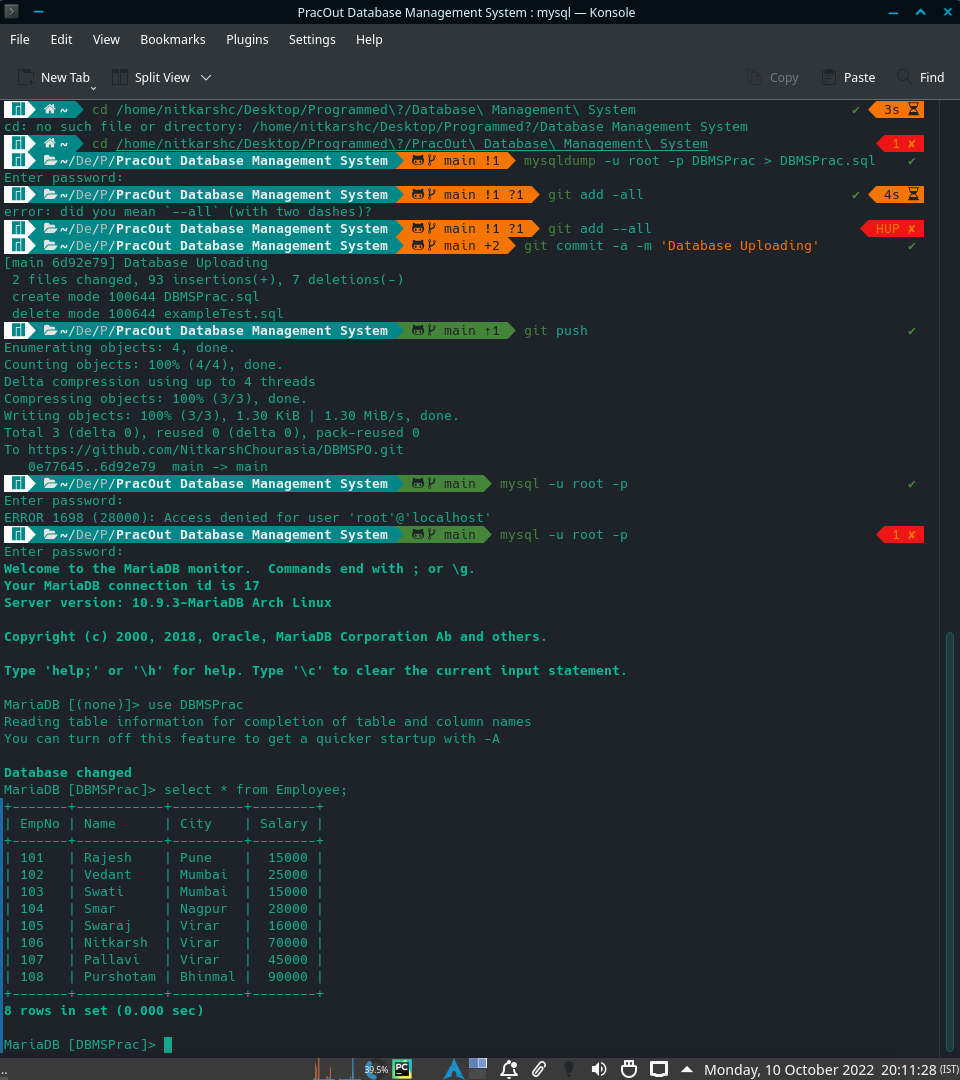 PracOut Database Management System : mysql — Konsole
File Edit View Bookmarks Plugins Settings Help
New Tab Split View Copy Paste Find
~ cd /home/nitkarshc/Desktop/Programmed\?/Database\ Management\ System ✔ 3s
cd: no such file or directory: /home/nitkarshc/Desktop/Programmed?/Database Management System
~ cd /home/nitkarshc/Desktop/Programmed\?/PracOut\ Database\ Management\ System 1 ✘
~/De/P/PracOut Database Management System main !1 mysqldump -u root -p DBMSPrac > DBMSPrac.sql ✔
Enter password:
~/De/P/PracOut Database Management System main !1 ?1 git add -all ✔ 4s
error: did you mean `--all` (with two dashes)?
~/De/P/PracOut Database Management System main !1 ?1 git add --all HUP ✘
~/De/P/PracOut Database Management System main +2 git commit -a -m 'Database Uploading' ✔
[main 6d92e79] Database Uploading
2 files changed, 93 insertions(+), 7 deletions(-)
create mode 100644 DBMSPrac.sql
delete mode 100644 exampleTest.sql
~/De/P/PracOut Database Management System main ⇡1 git push ✔
Enumerating objects: 4, done.
Counting objects: 100% (4/4), done.
Delta compression using up to 4 threads
Compressing objects: 100% (3/3), done.
Writing objects: 100% (3/3), 1.30 KiB | 1.30 MiB/s, done.
Total 3 (delta 0), reused 0 (delta 0), pack-reused 0
To https://github.com/NitkarshChourasia/DBMSPO.git
0e77645..6d92e79 main -> main
~/De/P/PracOut Database Management System main mysql -u root -p ✔
Enter password:
ERROR 1698 (28000): Access denied for user 'root'@'localhost'
~/De/P/PracOut Database Management System main mysql -u root -p 1 ✘
Enter password:
Welcome to the MariaDB monitor. Commands end with ; or \g.
Your MariaDB connection id is 17
Server version: 10.9.3-MariaDB Arch Linux
Copyright (c) 2000, 2018, Oracle, MariaDB Corporation Ab and others.
Type 'help;' or '\h' for help. Type '\c' to clear the current input statement.
MariaDB [(none)]> use DBMSPrac
Reading table information for completion of table and column names
You can turn off this feature to get a quicker startup with -A
Database changed
MariaDB [DBMSPrac]> select * from Employee;
+-------+-----------+---------+--------+
| EmpNo | Name      | City    | Salary |
+-------+-----------+---------+--------+
| 101   | Rajesh    | Pune    |  15000 |
| 102   | Vedant    | Mumbai  |  25000 |
| 103   | Swati     | Mumbai  |  15000 |
| 104   | Smar      | Nagpur  |  28000 |
| 105   | Swaraj    | Virar   |  16000 |
| 106   | Nitkarsh  | Virar   |  70000 |
| 107   | Pallavi   | Virar   |  45000 |
| 108   | Purshotam | Bhinmal |  90000 |
+-------+-----------+---------+--------+
8 rows in set (0.000 sec)
MariaDB [DBMSPrac]>
.. 39.5% PC Monday, 10 October 2022 20:11:28 (IST)